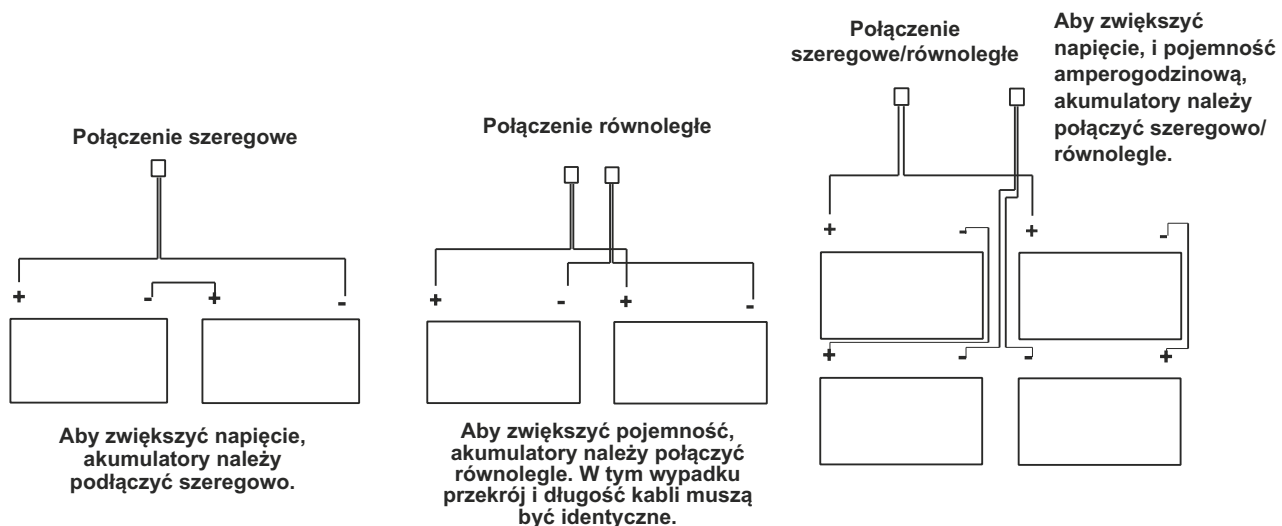 Połączenie szeregowe
+
-
+
-
Aby zwiększyć napięcie,
akumulatory należy
podłączyć szeregowo.
Połączenie równoległe
+
-
+
-
Aby zwiększyć pojemność,
akumulatory należy połączyć
równolegle. W tym wypadku
przekrój i długość kabli muszą
być identyczne.
Połączenie
szeregowe/równoległe
Aby zwiększyć
napięcie, i pojemność
amperogodzinową,
akumulatory należy
połączyć szeregowo/
równolegle.
+
-
+
-
+
-
-
+